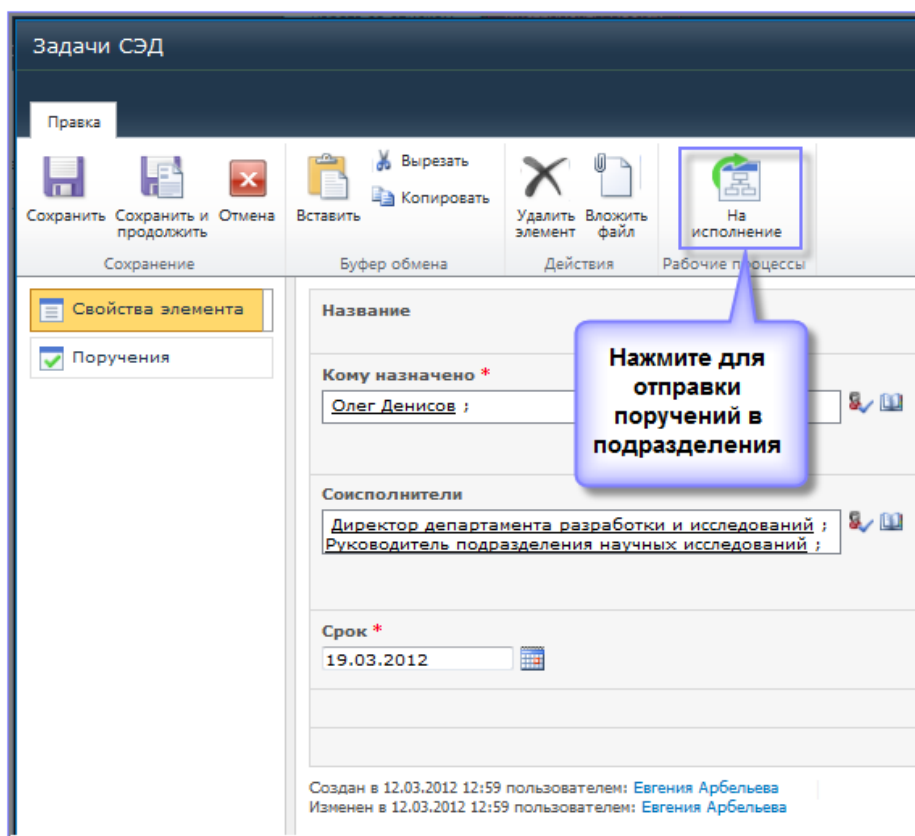 Задачи СЭД
Правка
Сохранить
Сохранить и
продолжить
Отмена
Вставить
Вырезать
Копировать
Удалить
элемент
Вложить
файл
На
исполнение
Сохранение
Буфер обмена
Действия
Рабочие процессы
Свойства элемента
Поручения
Название
Кому назначено *
Олег Денисов ;
Нажмите для
отправки
поручений в
подразделения
Соисполнители
Директор департамента разработки и исследований ;
Руководитель подразделения научных исследований ;
Срок *
19.03.2012
Создан в 12.03.2012 12:59 пользователем: Евгения Арбельева
Изменен в 12.03.2012 12:59 пользователем: Евгения Арбельева